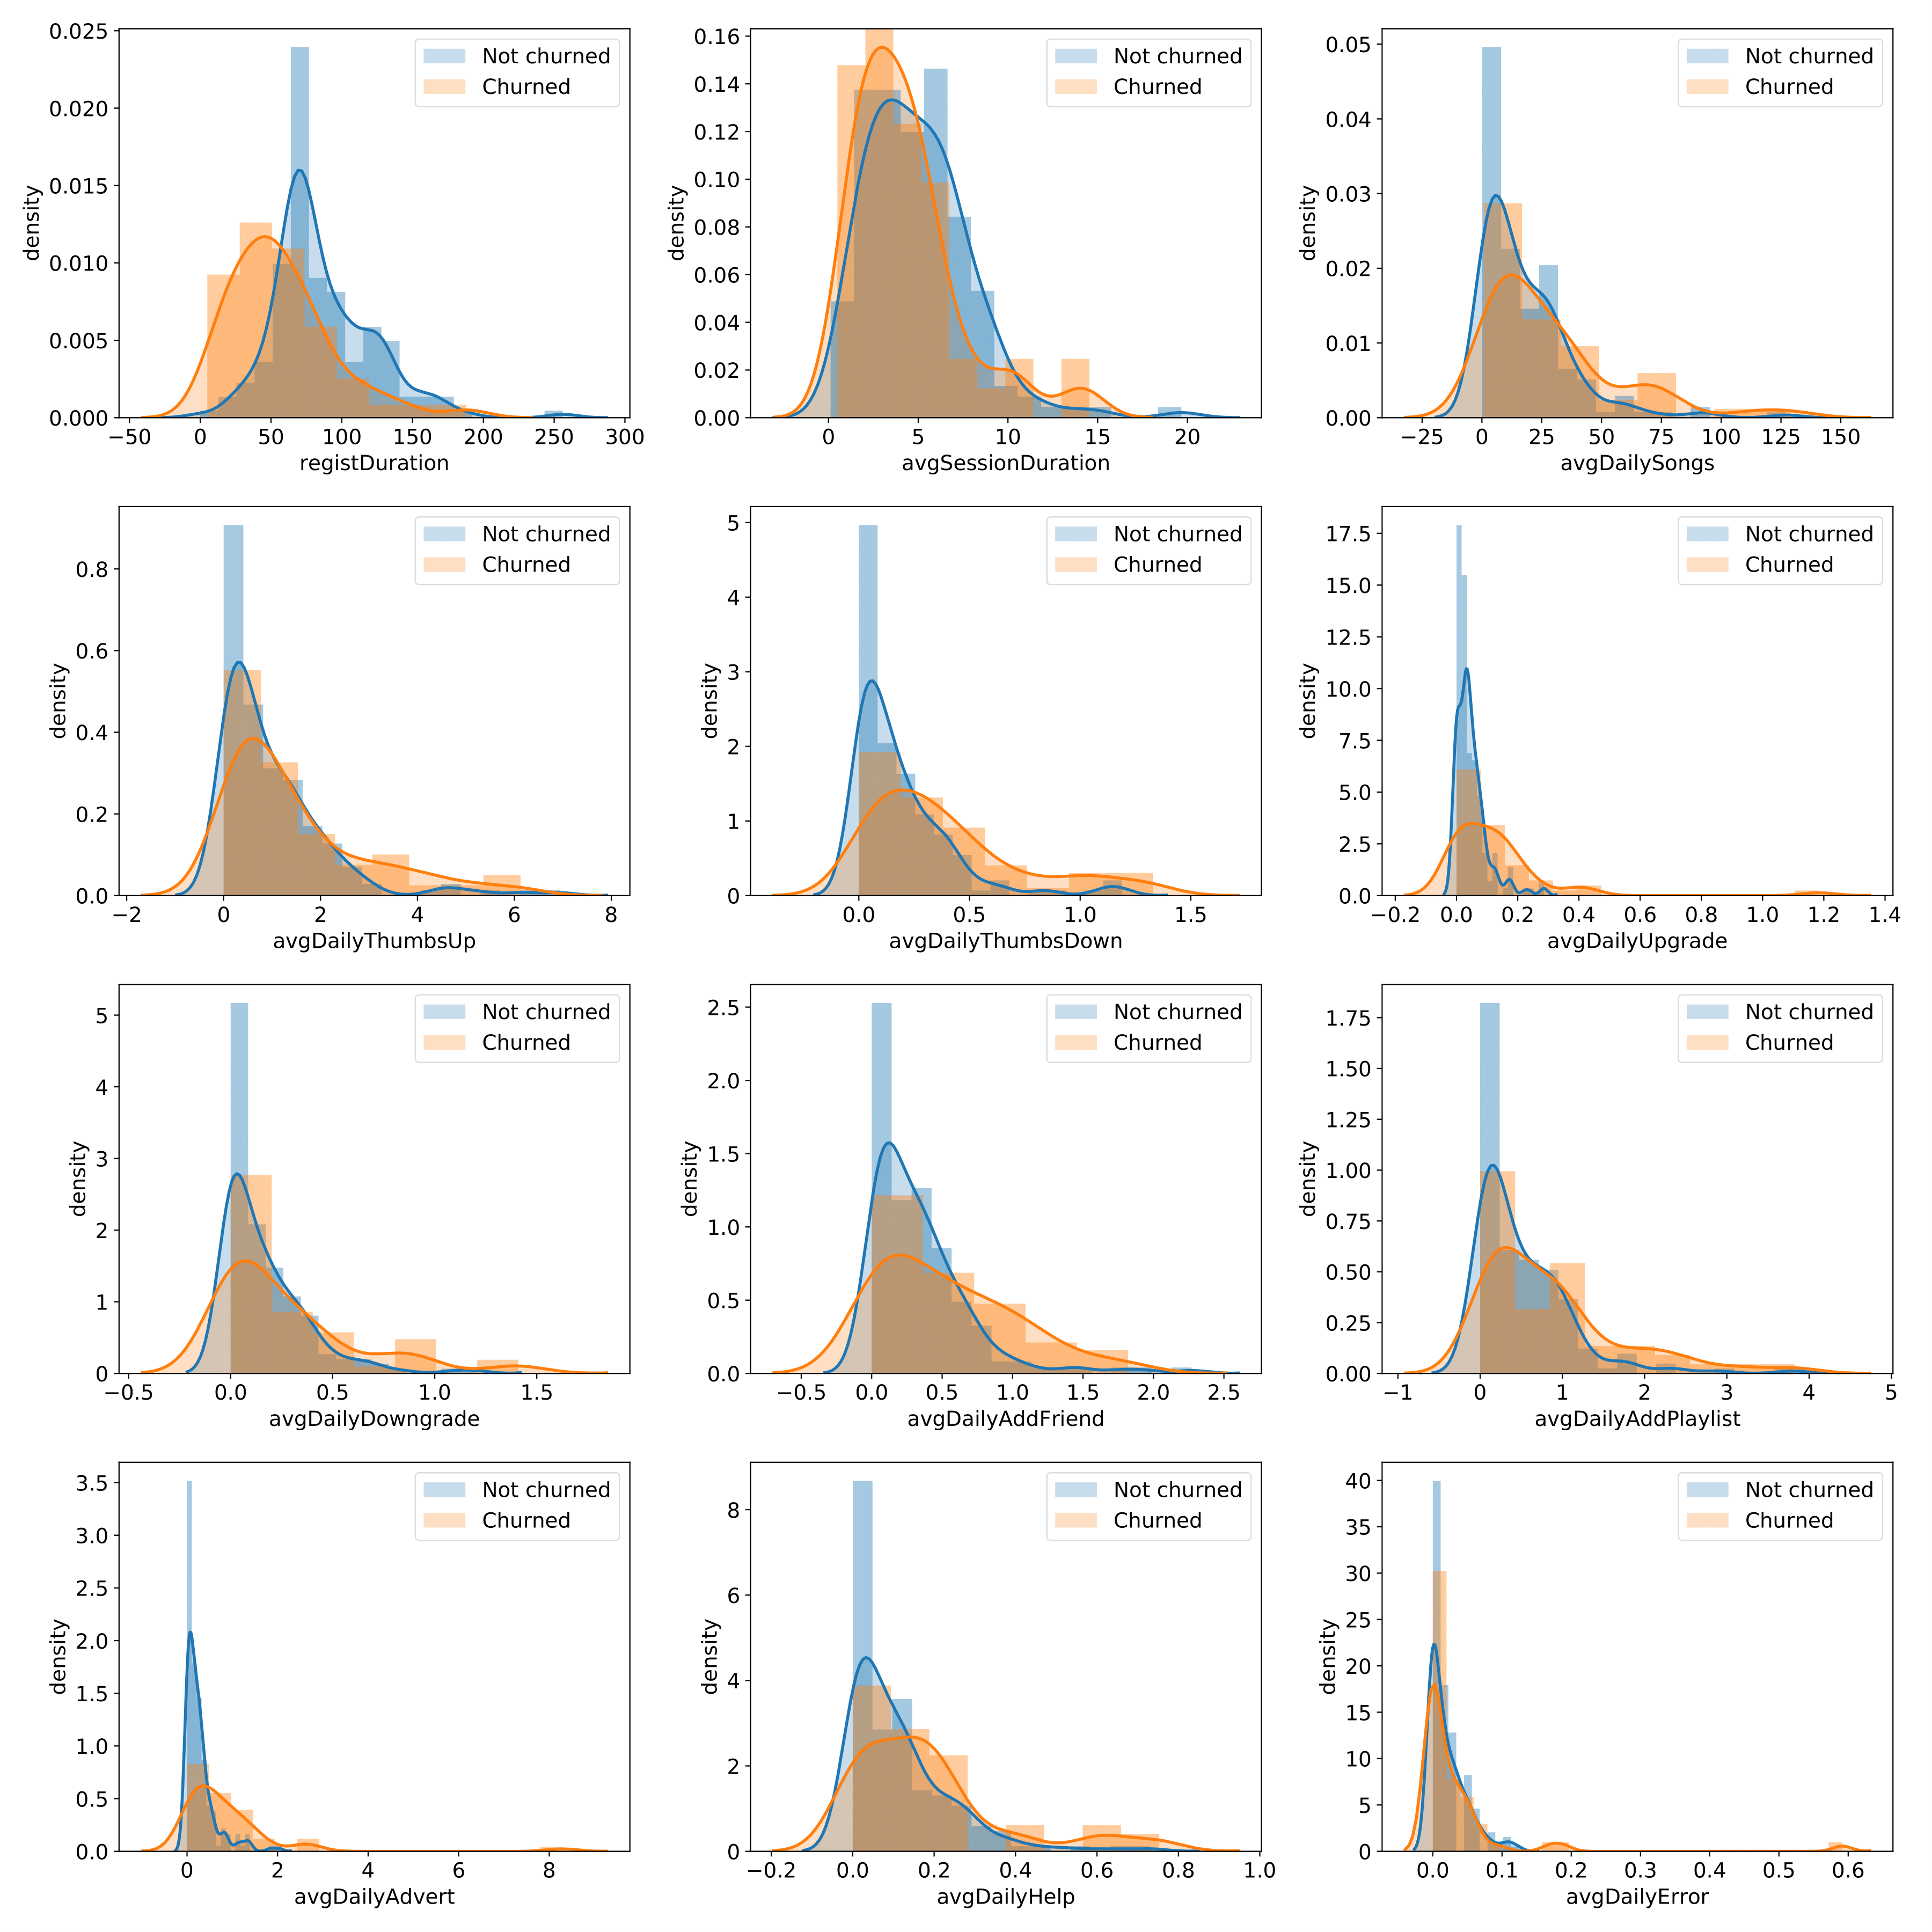 0.025
0.020
0.015
0.010
0.005
0.000
density
−50 0 50 100 150 200 250 300
registDuration
Not churned
Churned
0.16
0.14
0.12
0.10
0.08
0.06
0.04
0.02
0.00
density
0 5 10 15 20
avgSessionDuration
Not churned
Churned
0.05
0.04
0.03
0.02
0.01
0.00
density
−25 0 25 50 75 100 125 150
avgDailySongs
Not churned
Churned
0.8
0.6
0.4
0.2
0.0
density
−2 0 2 4 6 8
avgDailyThumbsUp
Not churned
Churned
5
4
3
2
1
0
density
0.0 0.5 1.0 1.5
avgDailyThumbsDown
Not churned
Churned
17.5
15.0
12.5
10.0
7.5
5.0
2.5
0.0
density
−0.2 0.0 0.2 0.4 0.6 0.8 1.0 1.2 1.4
avgDailyUpgrade
Not churned
Churned
5
4
3
2
1
0
density
−0.5 0.0 0.5 1.0 1.5
avgDailyDowngrade
Not churned
Churned
2.5
2.0
1.5
1.0
0.5
0.0
density
−0.5 0.0 0.5 1.0 1.5 2.0 2.5
avgDailyAddFriend
Not churned
Churned
1.75
1.50
1.25
1.00
0.75
0.50
0.25
0.00
density
−1 0 1 2 3 4 5
avgDailyAddPlaylist
Not churned
Churned
3.5
3.0
2.5
2.0
1.5
1.0
0.5
0.0
density
0 2 4 6 8
avgDailyAdvert
Not churned
Churned
8
6
4
2
0
density
−0.2 0.0 0.2 0.4 0.6 0.8 1.0
avgDailyHelp
Not churned
Churned
40
35
30
25
20
15
10
5
0
density
0.0 0.1 0.2 0.3 0.4 0.5 0.6
avgDailyError
Not churned
Churned